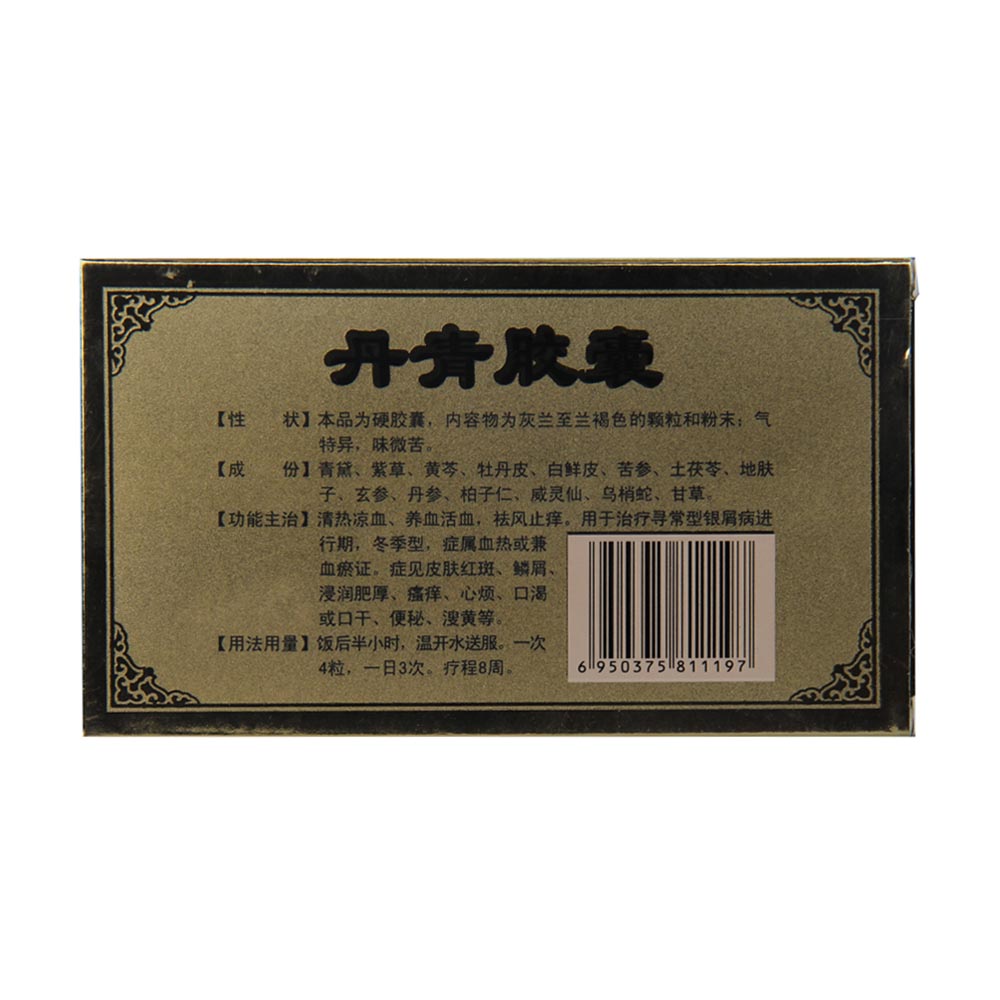 丹青胶囊
【性　状】本品为硬胶囊，内容物为灰兰至兰褐色的颗粒和粉末；气
特异，味微苦。
【成　份】青黛、紫草、黄芩、牡丹皮、白鲜皮、苦参、土茯苓、地肤
子、玄参、丹参、柏子仁、威灵仙、乌梢蛇、甘草。
【功能主治】清热凉血、养血活血，祛风止痒。用于治疗寻常型银屑病进
行期，冬季型，症属血热或兼
血瘀证。症见皮肤红斑、鳞屑、
浸润肥厚、瘙痒、心烦、口渴
或口干、便秘、溲黄等。
【用法用量】饭后半小时，温开水送服。一次
4粒，一日3次。疗程8周。
6 950375 811197